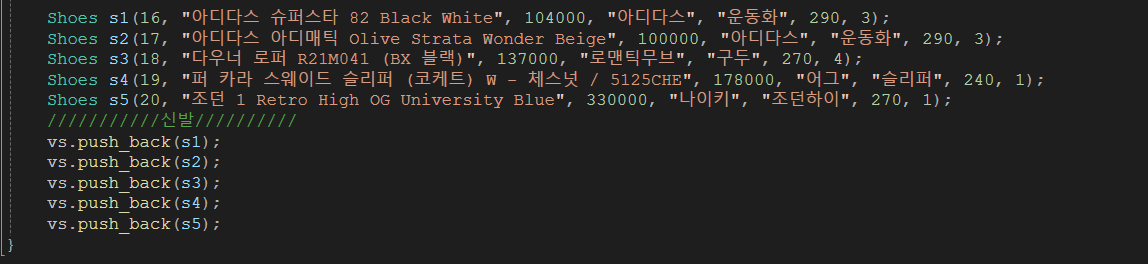 Shoes s1(16, "아디다스 슈퍼스타 82 Black White", 104000, "아디다스", "운동화", 290, 3);
Shoes s2(17, "아디다스 아디매틱 Olive Strata Wonder Beige", 100000, "아디다스", "운동화", 290, 3);
Shoes s3(18, "다우너 로퍼 R21M041 (BX 블랙)", 137000, "로맨틱무브", "구두", 270, 4);
Shoes s4(19, "퍼 카라 스웨이드 슬리퍼 (코케트) W - 체스넛 / 5125CHE", 178000, "어그", "슬리퍼", 240, 1);
Shoes s5(20, "조던 1 Retro High OG University Blue", 330000, "나이키", "조던하이", 270, 1);
///////////신발//////////
vs.push_back(s1);
vs.push_back(s2);
vs.push_back(s3);
vs.push_back(s4);
vs.push_back(s5);
}